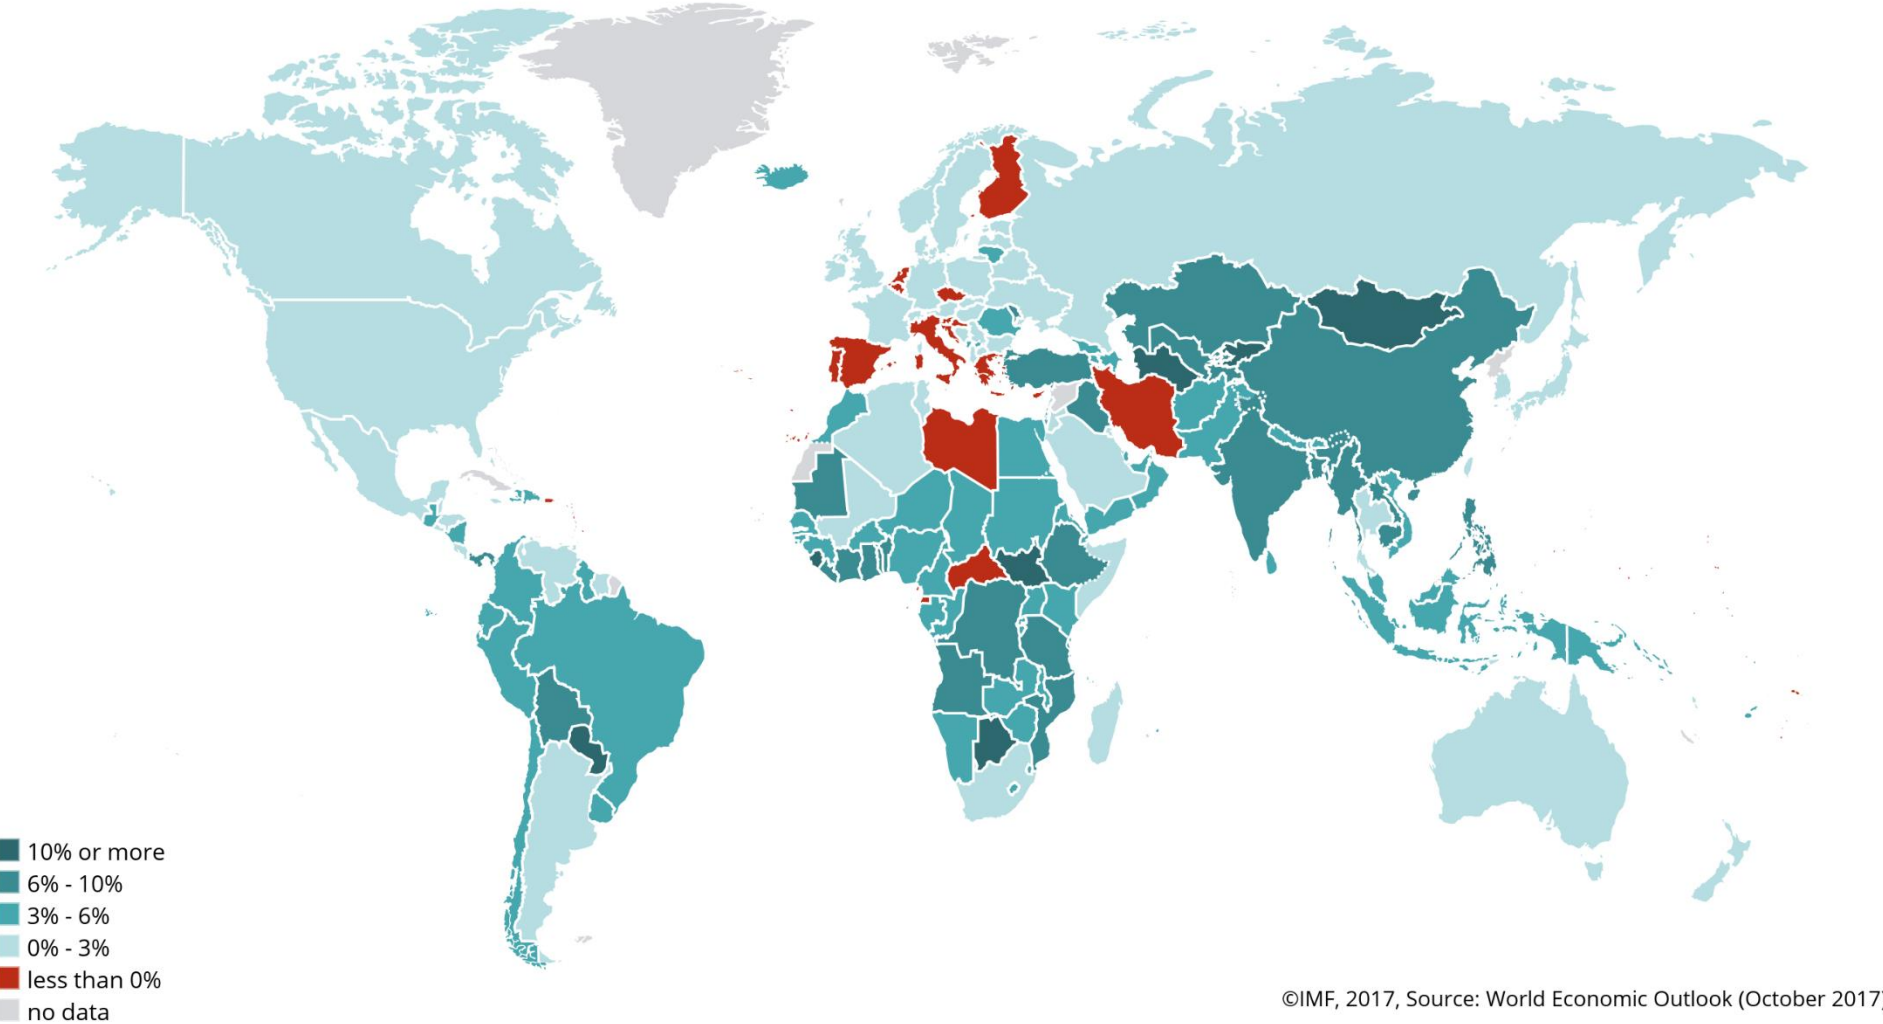 10% or more
6% - 10%
3% - 6%
0% - 3%
less than 0%
no data
©IMF, 2017, Source: World Economic Outlook (October 2017)